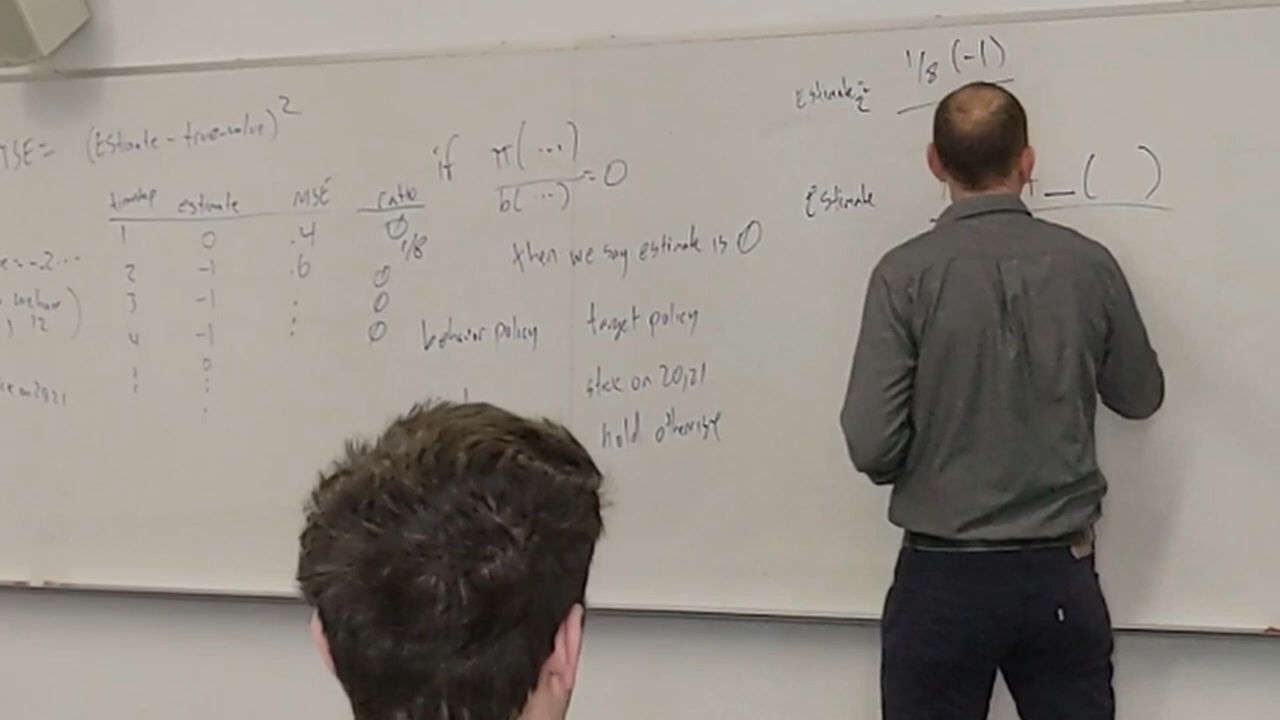 MSE= (Estimate - true-value)²
timestep estimate MSE ratio
1 0 .4 0
1/8
2 -1 .6 0
3 -1 : 0
4 -1 : 0
0
: :
if π(...)
b(...) =0
then we say estimate is 0
behavior policy target policy
stick on 20,21
hold otherwise
Estimate 2 = 1/8 (-1)
Estimate + _ ( )